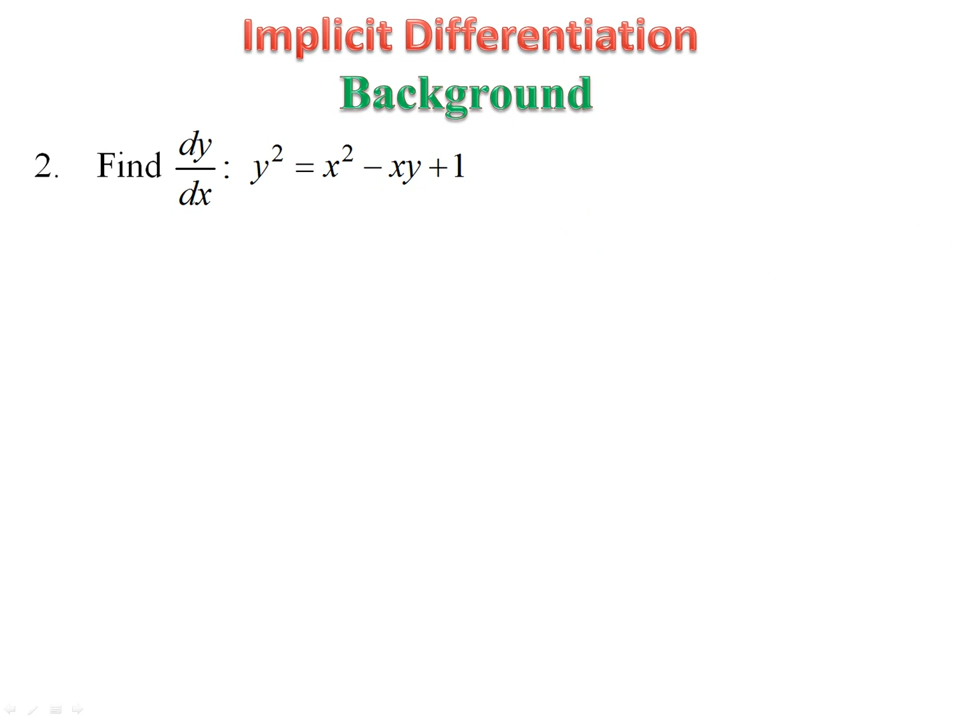 Implicit Differentiation
Background
2. Find dy/dx : y² = x² − xy + 1